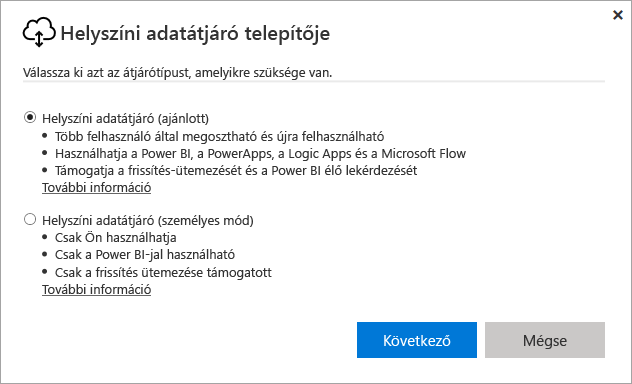 Helyszíni adatátjáró telepítője
Válassza ki azt az átjárótípust, amelyikre szüksége van.
Helyszíni adatátjáró (ajánlott)
• Több felhasználó által megosztható és újra felhasználható
• Használhatja a Power BI, a PowerApps, a Logic Apps és a Microsoft Flow
• Támogatja a frissítés-ütemezését és a Power BI élő lekérdezését
További információ
Helyszíni adatátjáró (személyes mód)
• Csak Ön használhatja
• Csak a Power BI-jal használható
• Csak a frissítés ütemezése támogatott
További információ
Következő
Mégse